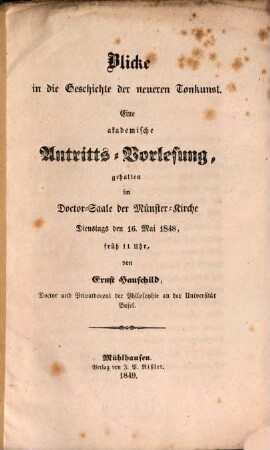 Blicke
in die Geschichte der neueren Tonkunst.
Eine
akademische
Antritts-Vorlesung,
gehalten
im
Doctor-Saale der Münster-Kirche
Dienstags den 16. Mai 1848,
früh 11 Uhr,
von
Ernst Hauschild,
Doctor und Privatdocent der Philosophie an der Universität
Basel.
Mühlhausen.
Verlag von J. P. Rißler.
1849.